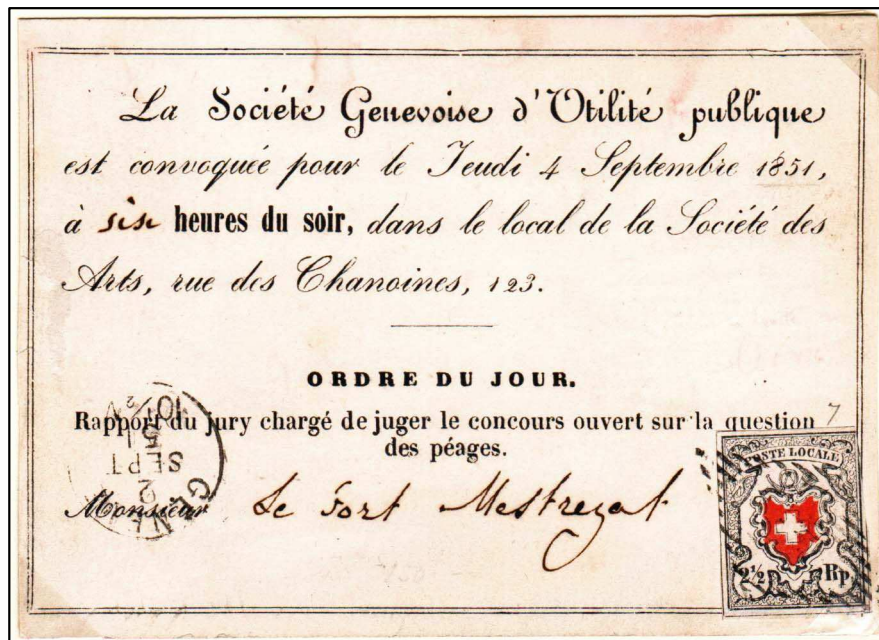 La Société Genevoise d'Utilité publique
est convoquée pour le Jeudi 4 Septembre 1851,
à six heures du soir, dans le local de la Société des
Arts, rue des Chanoines, 123.
ORDRE DU JOUR.
Rapport du jury chargé de juger le concours ouvert sur la question
des péages.
Monsieur Le Fort Mestrezat
7
POSTE LOCALE
2½ Rp.
SEPT
51